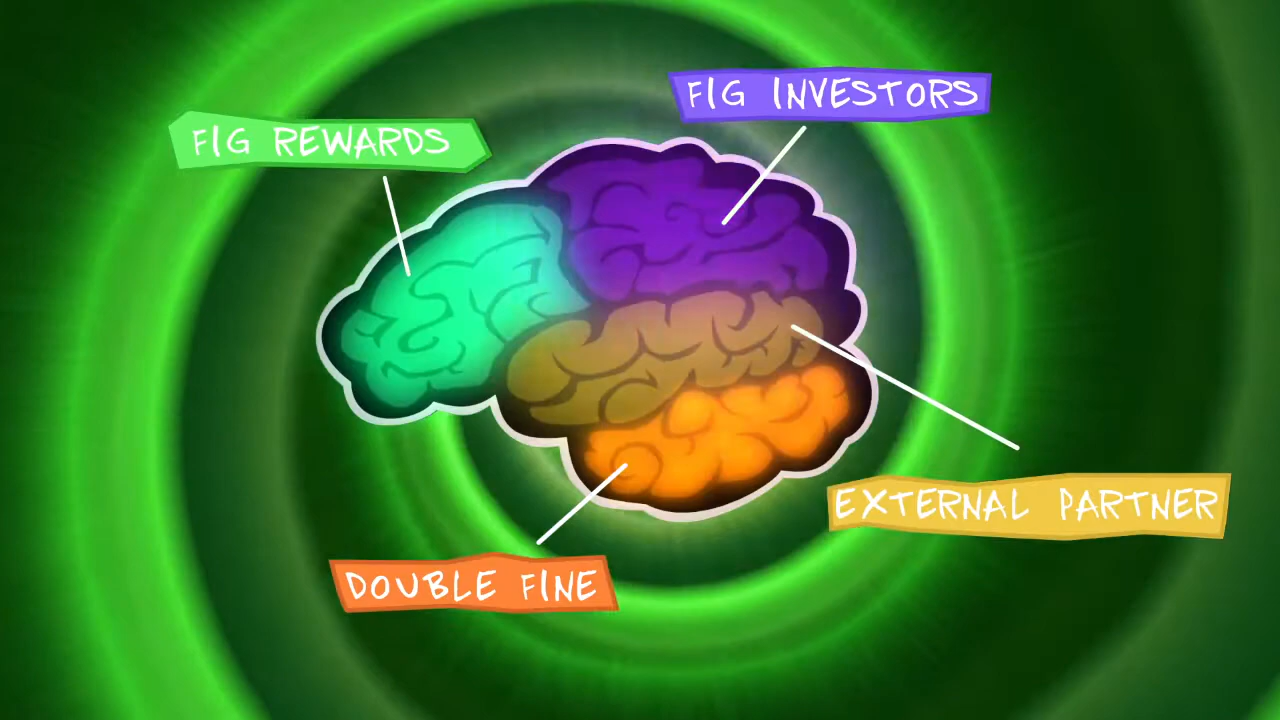 FIG INVESTORS
FIG REWARDS
EXTERNAL PARTNER
DOUBLE FINE